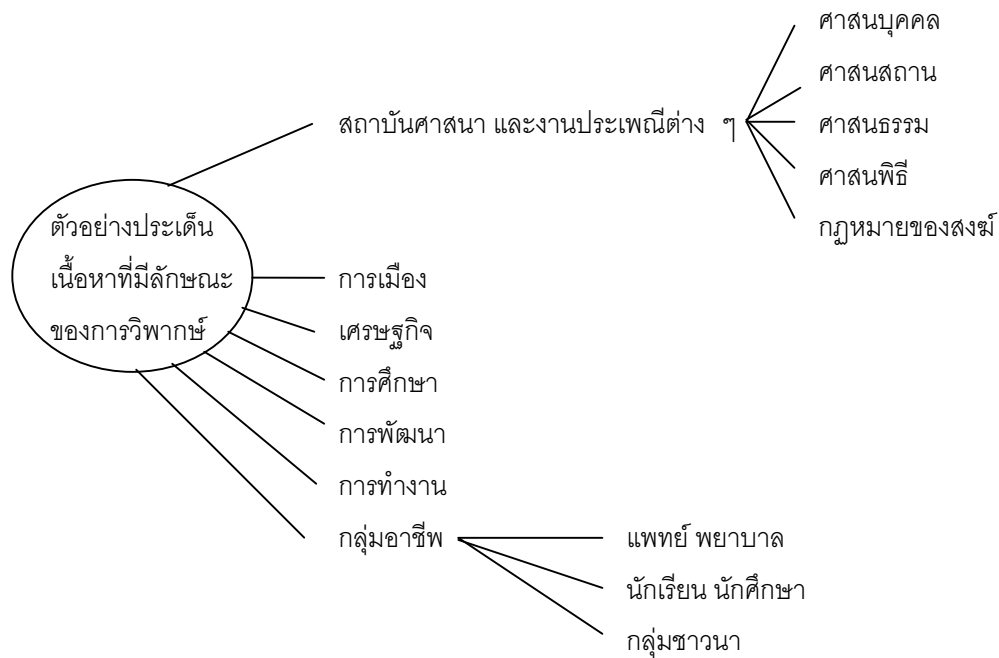 ศาสนบุคคล
ศาสนสถาน
สถาบันศาสนา และงานประเพณีต่าง ๆ
ศาสนธรรม
ศาสนพิธี
กฎหมายของสงฆ์
ตัวอย่างประเด็น
เนื้อหาที่มีลักษณะ
ของการวิพากษ์
การเมือง
เศรษฐกิจ
การศึกษา
การพัฒนา
การทำงาน
กลุ่มอาชีพ
แพทย์ พยาบาล
นักเรียน นักศึกษา
กลุ่มชาวนา